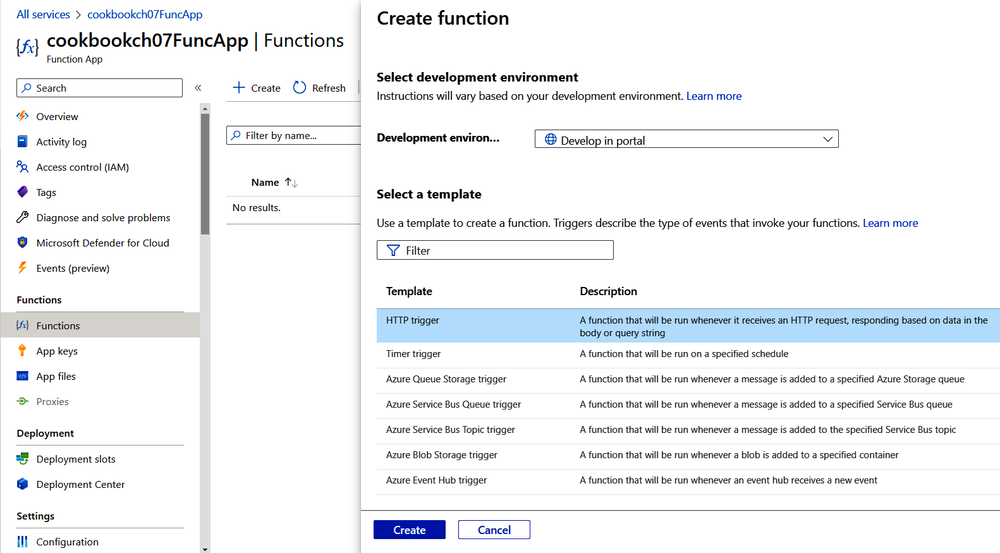 All services > cookbookch07FuncApp
cookbookch07FuncApp | Functions
Function App
Search
«
Overview
Activity log
Access control (IAM)
Tags
Diagnose and solve problems
Microsoft Defender for Cloud
Events (preview)
Functions
Functions
App keys
App files
Proxies
Deployment
Deployment slots
Deployment Center
Settings
Configuration
Create
Refresh
Filter by name...
Name
No results.
Create function
Select development environment
Instructions will vary based on your development environment. Learn more
Development environ... Develop in portal
Select a template
Use a template to create a function. Triggers describe the type of events that invoke your functions. Learn more
Filter
Template Description
HTTP trigger A function that will be run whenever it receives an HTTP request, responding based on data in the
body or query string
Timer trigger A function that will be run on a specified schedule
Azure Queue Storage trigger A function that will be run whenever a message is added to a specified Azure Storage queue
Azure Service Bus Queue trigger A function that will be run whenever a message is added to a specified Service Bus queue
Azure Service Bus Topic trigger A function that will be run whenever a message is added to the specified Service Bus topic
Azure Blob Storage trigger A function that will be run whenever a blob is added to a specified container
Azure Event Hub trigger A function that will be run whenever an event hub receives a new event
Create Cancel